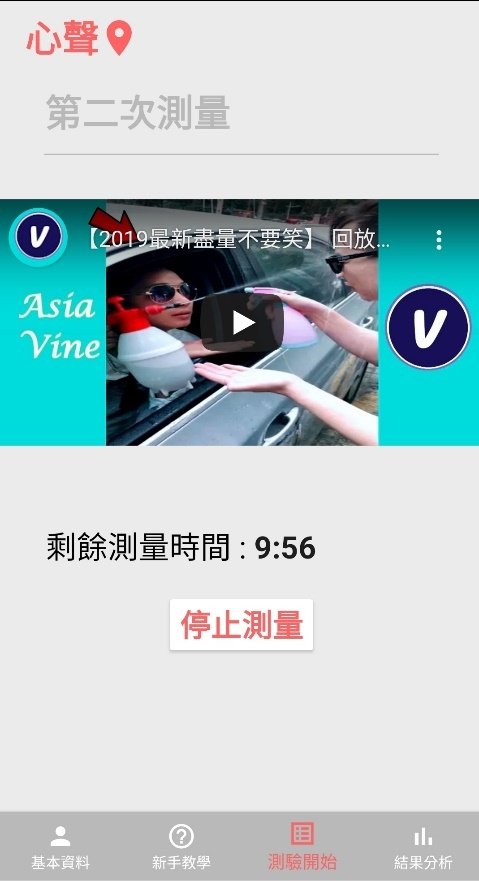 心聲
第二次測量
V
【2019最新盡量不要笑】 回放...
Asia
Vine
V
剩餘測量時間 : 9:56
停止測量
基本資料
新手教學
測驗開始
結果分析